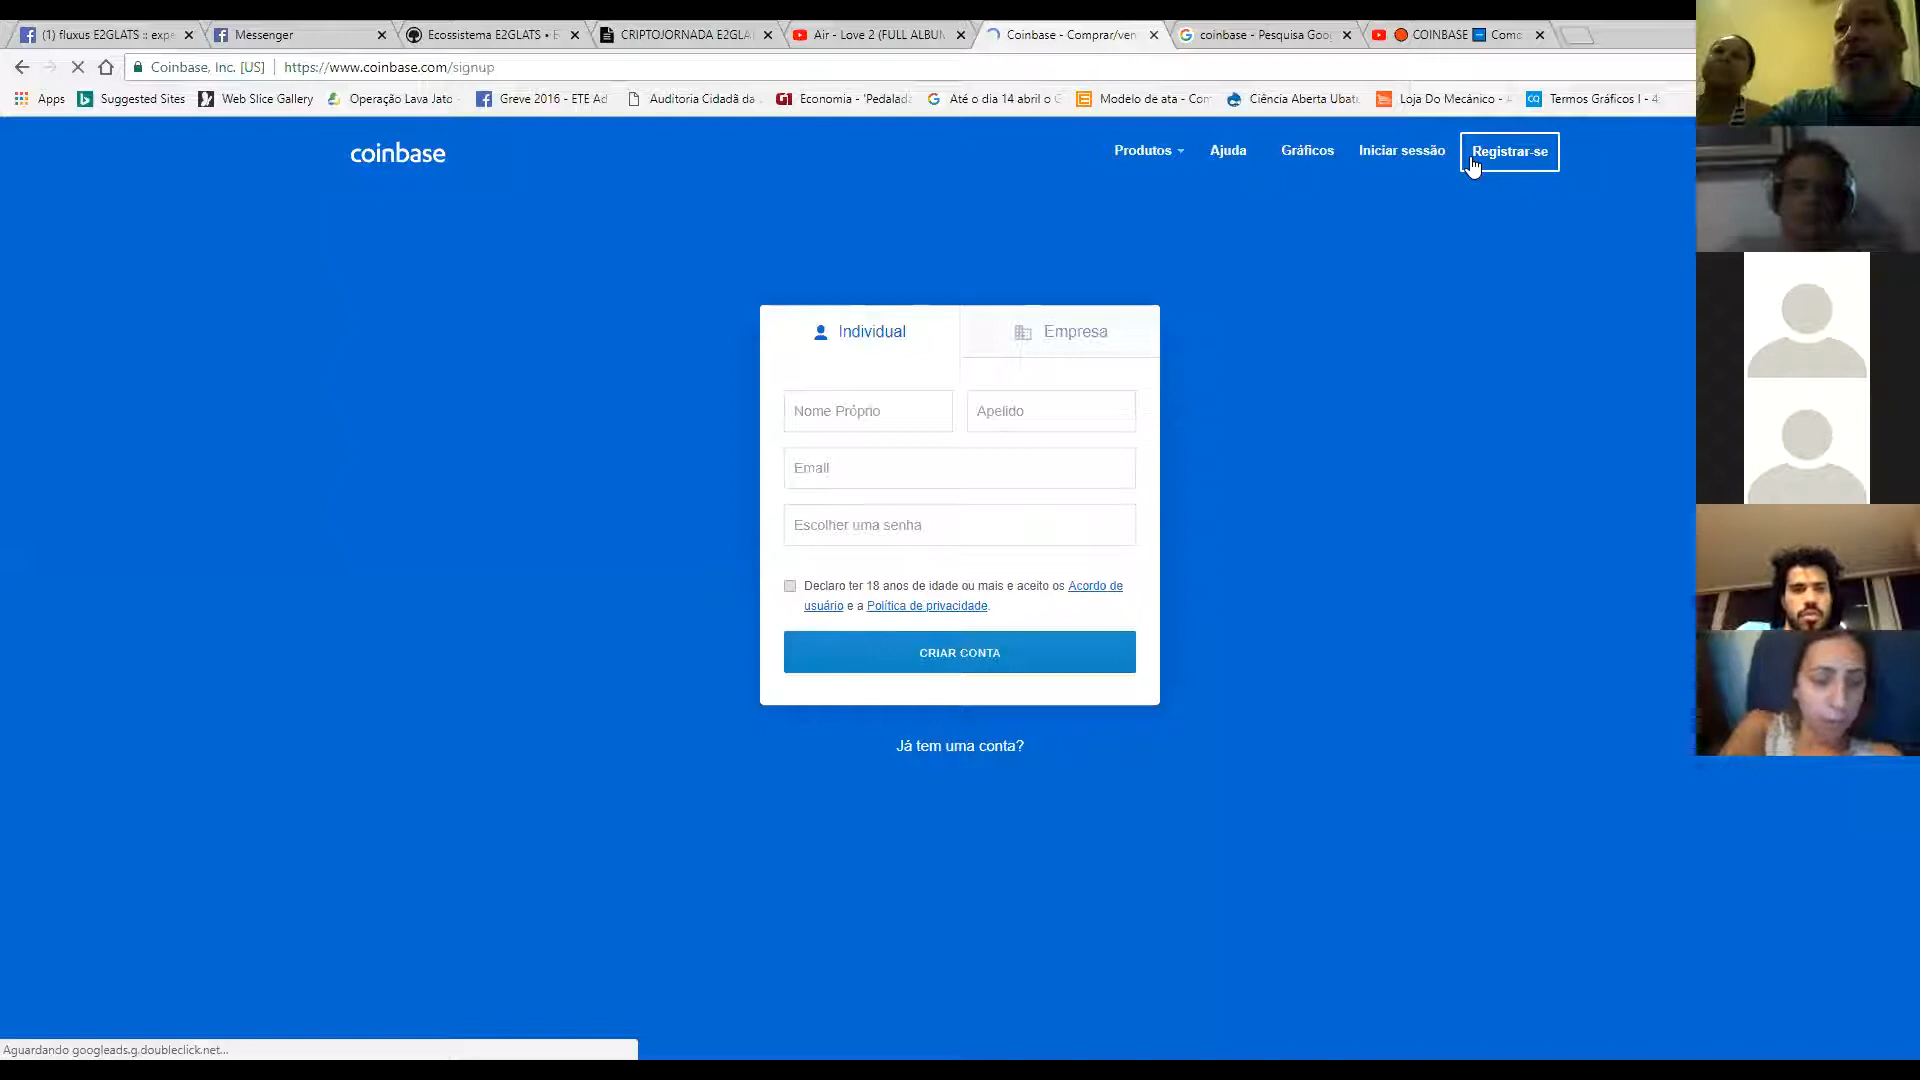 (1) fluxus E2GLATS :: expe
Messenger
Ecossistema E2GLATS • E
CRIPTOJORNADA E2GLA
Air - Love 2 (FULL ALBUM
Coinbase - Comprar/ven
coinbase - Pesquisa Goo
COINBASE Como
Coinbase, Inc. [US] https://www.coinbase.com/signup
Apps
Suggested Sites
Web Slice Gallery
Operação Lava Jato
Greve 2016 - ETE Ad
Auditoria Cidadã da
Economia - 'Pedalada
Até o dia 14 abril o G
Modelo de ata - Com
Ciência Aberta Ubatu
Loja Do Mecânico -
Termos Gráficos I - 4
coinbase
Produtos
Ajuda
Gráficos
Iniciar sessão
Registrar-se
Individual
Empresa
Nome Próprio
Apelido
Email
Escolher uma senha
Declaro ter 18 anos de idade ou mais e aceito os Acordo de
usuário e a Política de privacidade.
CRIAR CONTA
Já tem uma conta?
Aguardando googleads.g.doubleclick.net...